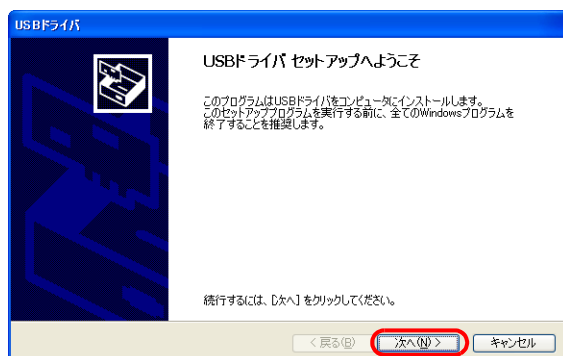 USBドライバ
USBドライバ セットアップへようこそ
このプログラムはUSBドライバをコンピュータにインストールします。
このセットアッププログラムを実行する前に、全てのWindowsプログラムを
終了することを推奨します。
続行するには、[次へ] をクリックしてください。
< 戻る(B) 次へ(N) > キャンセル